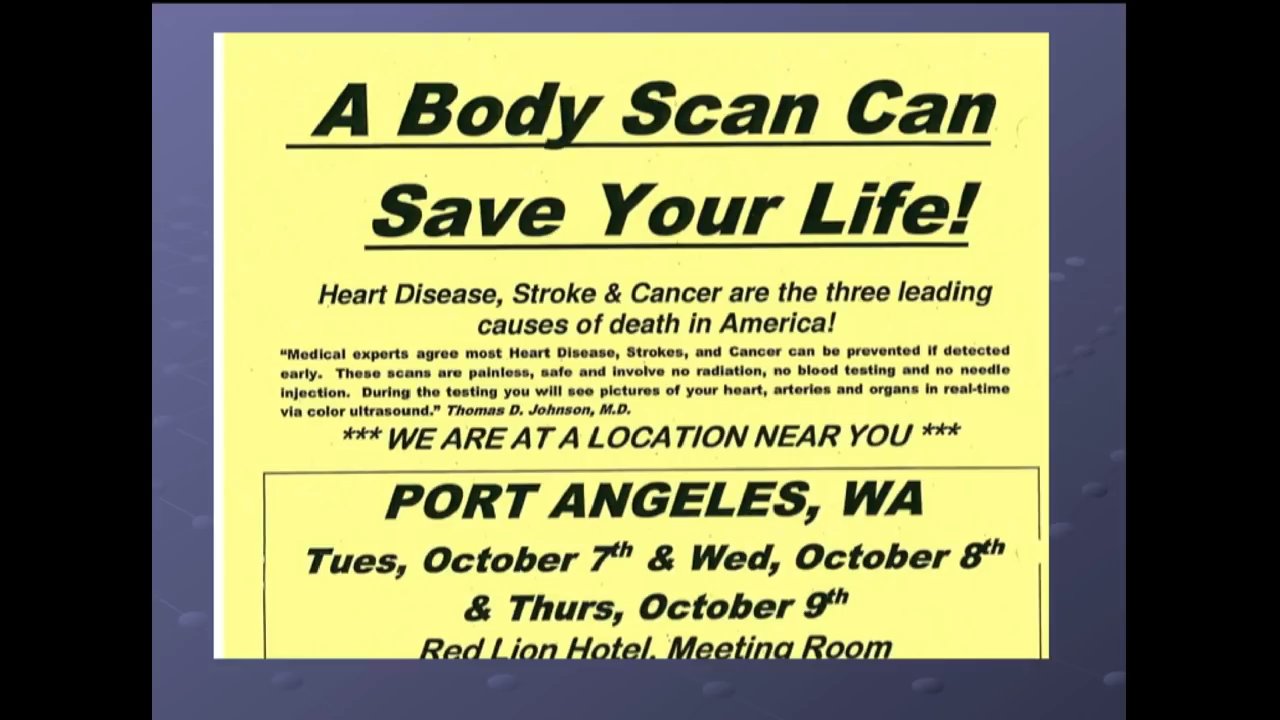 A Body Scan Can
Save Your Life!
Heart Disease, Stroke & Cancer are the three leading
causes of death in America!
“Medical experts agree most Heart Disease, Strokes, and Cancer can be prevented if detected
early. These scans are painless, safe and involve no radiation, no blood testing and no needle
injection. During the testing you will see pictures of your heart, arteries and organs in real-time
via color ultrasound.” Thomas D. Johnson, M.D.
*** WE ARE AT A LOCATION NEAR YOU ***
PORT ANGELES, WA
Tues, October 7th & Wed, October 8th
& Thurs, October 9th
Red Lion Hotel, Meeting Room